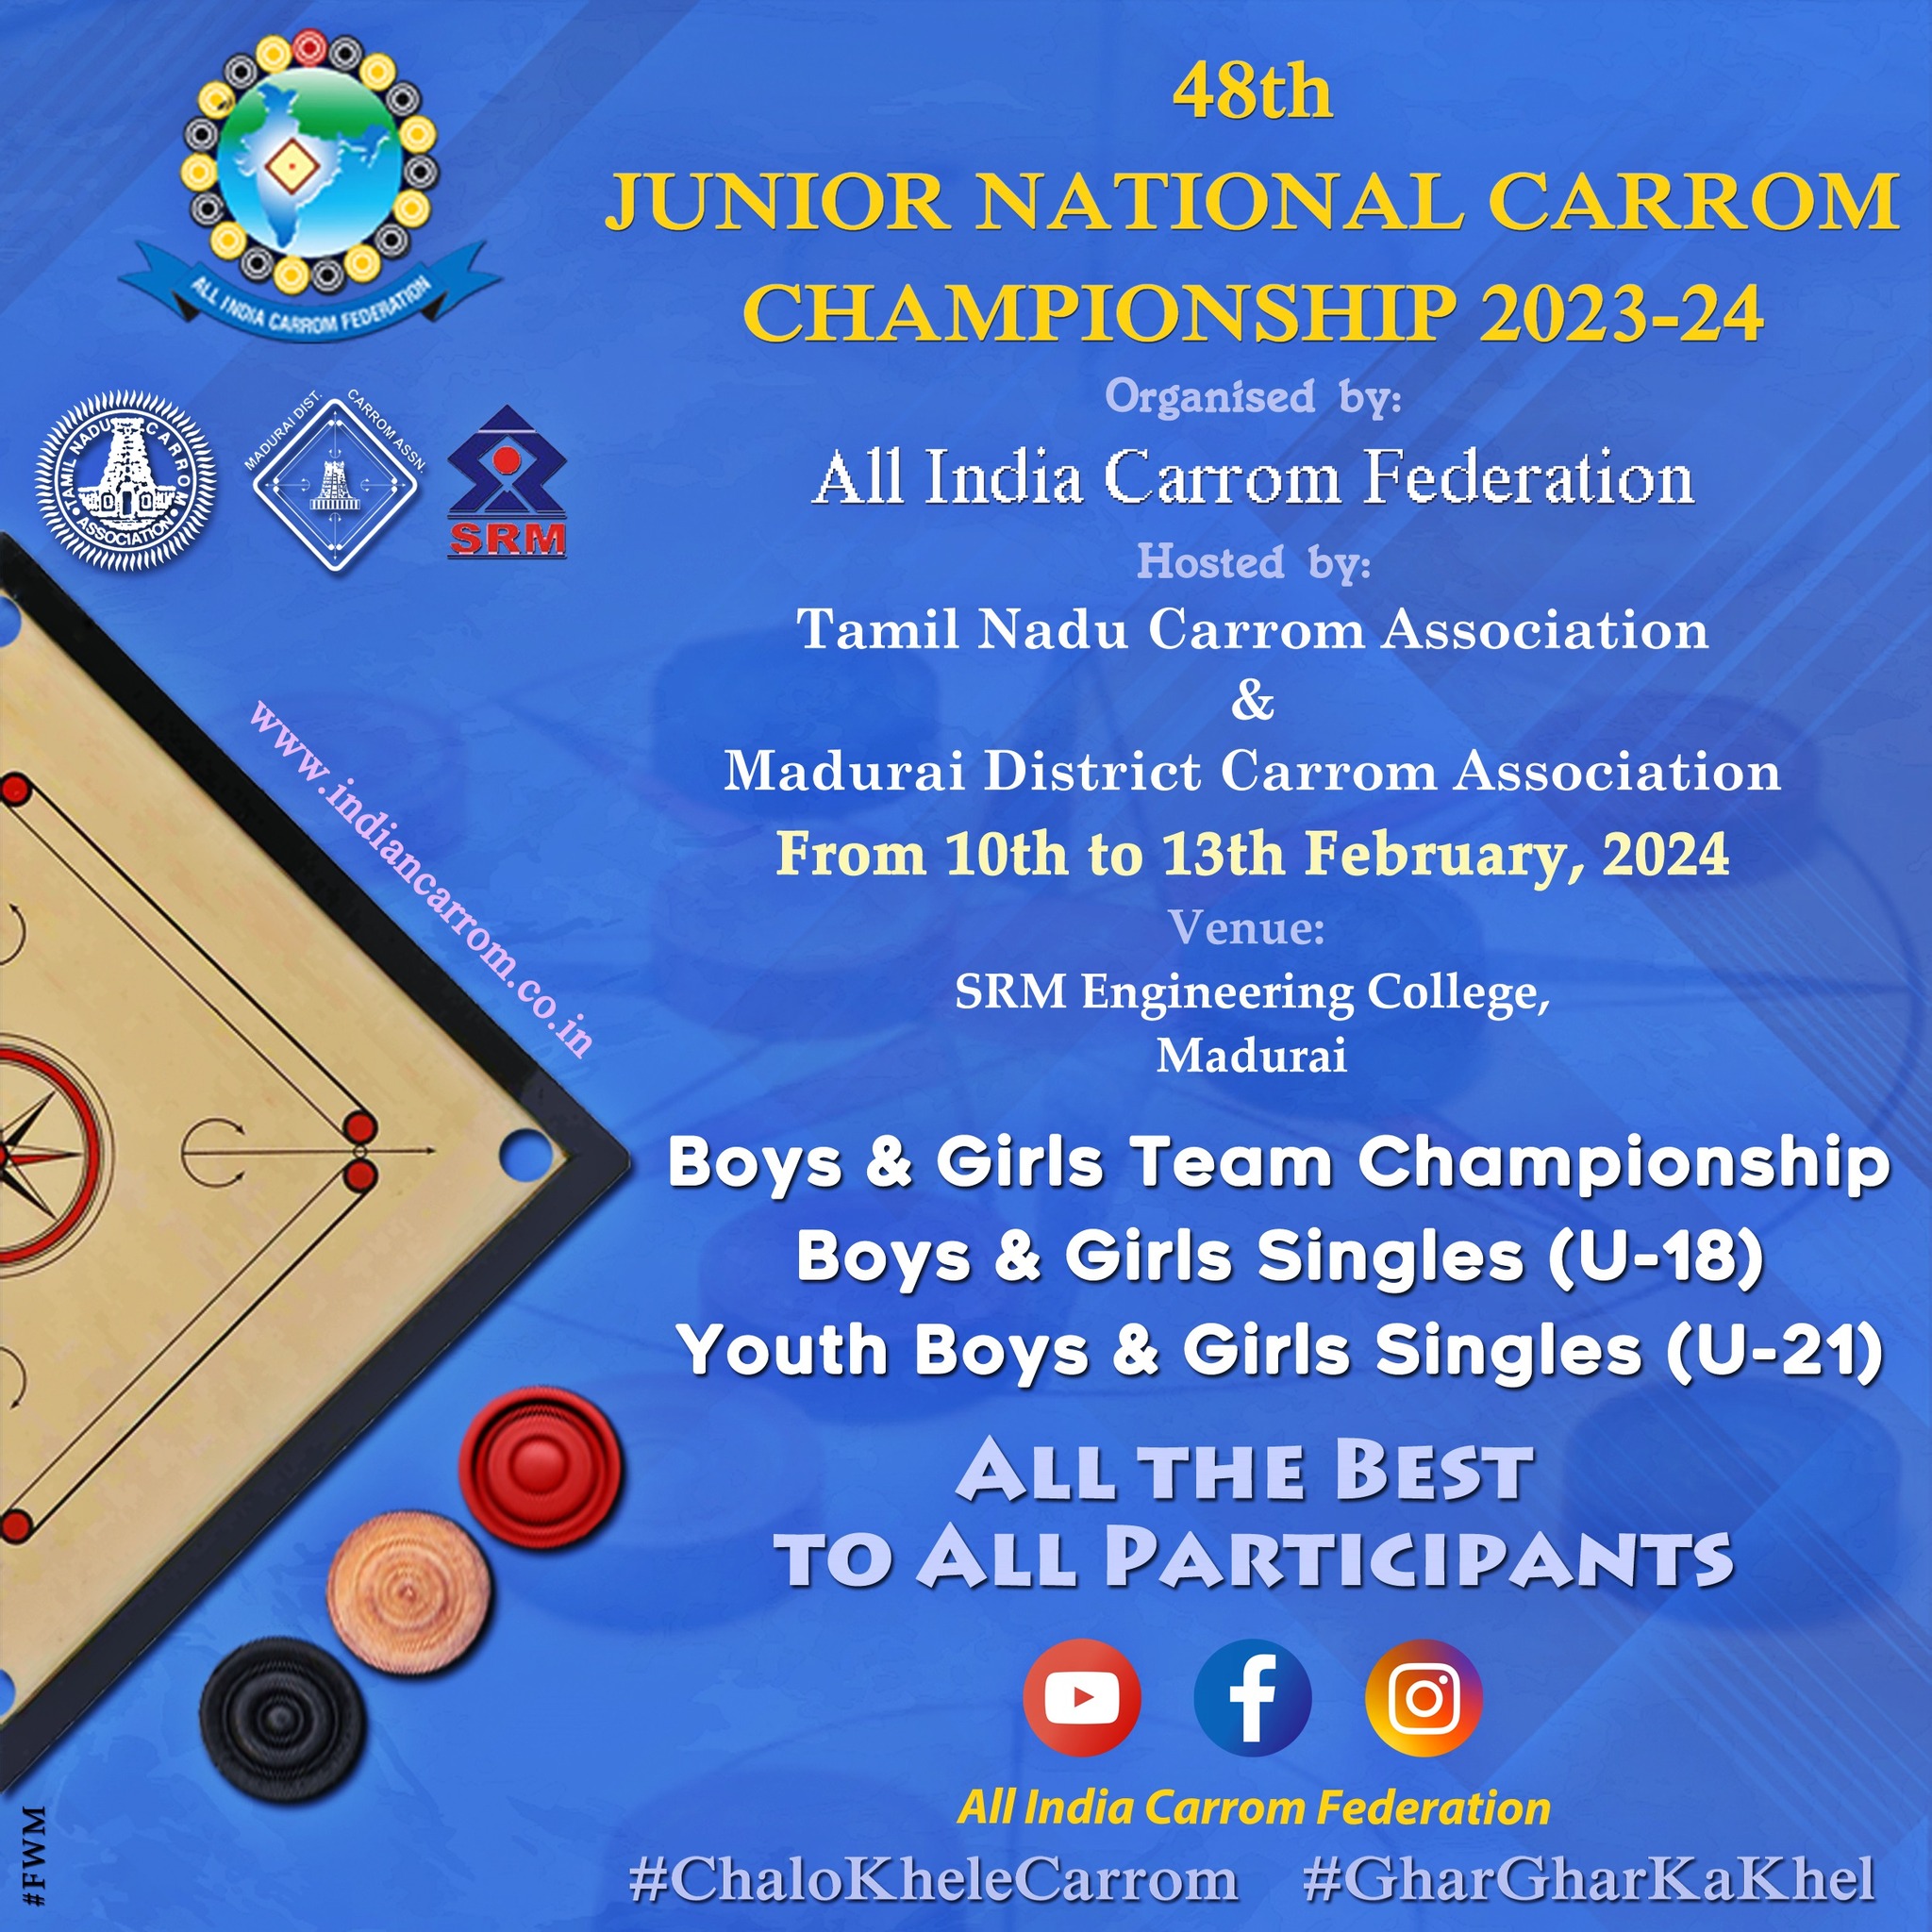 48th
JUNIOR NATIONAL CARROM
CHAMPIONSHIP 2023-24
ALL INDIA CARROM FEDERATION
TAMIL NADU CARROM
ASSOCIATION
MADURAI DIST. CARROM ASSN.
SRM
Organised by:
All India Carrom Federation
Hosted by:
Tamil Nadu Carrom Association
&
Madurai District Carrom Association
From 10th to 13th February, 2024
Venue:
SRM Engineering College,
Madurai
www.indiancarrom.co.in
Boys & Girls Team Championship
Boys & Girls Singles (U-18)
Youth Boys & Girls Singles (U-21)
ALL THE BEST
TO ALL PARTICIPANTS
All India Carrom Federation
#ChaloKheleCarrom #GharGharKaKhel
#FWM